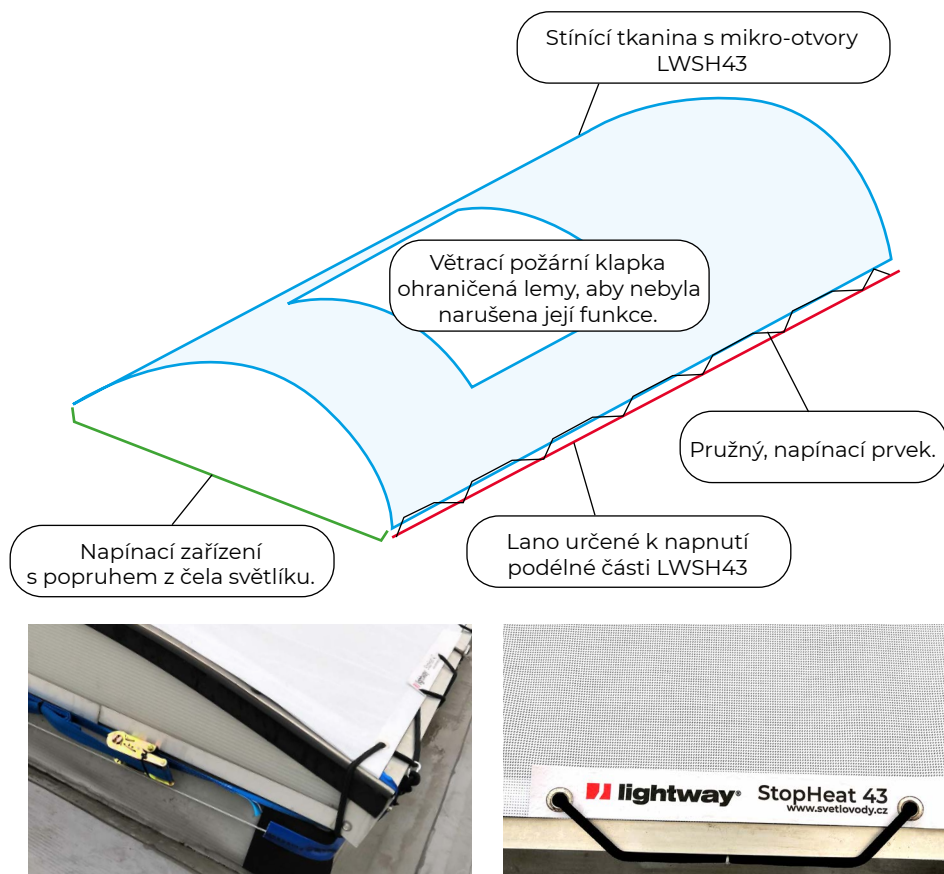 Stínící tkanina s mikro-otvory
LWSH43
Větrací požární klapka
ohraničená lemy, aby nebyla
narušena její funkce.
Pružný, napínací prvek.
Napínací zařízení
s popruhem z čela světlíku.
Lano určené k napnutí
podélné části LWSH43
lightway
lightway® StopHeat 43
www.svetlovody.cz